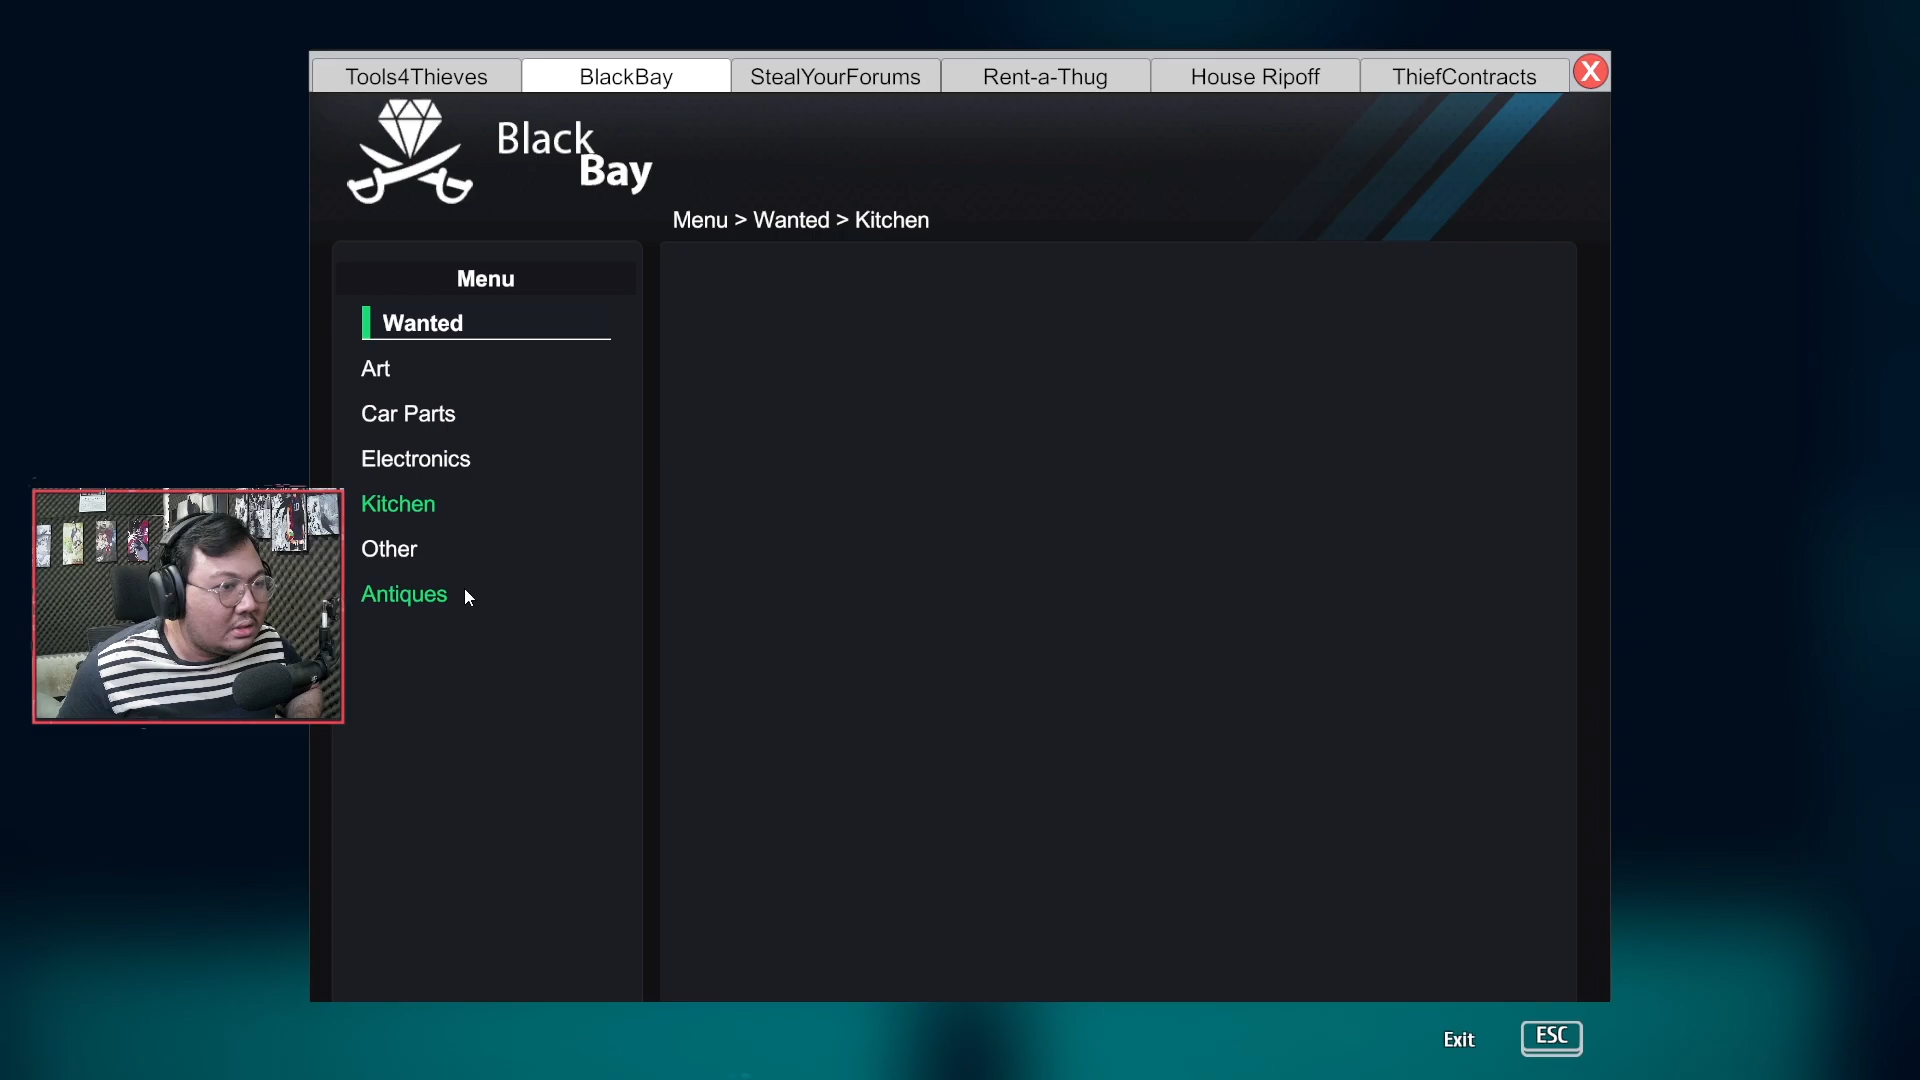 Tools4Thieves
BlackBay
StealYourForums
Rent-a-Thug
House Ripoff
ThiefContracts
X
Black
Bay
Menu > Wanted > Kitchen
Menu
Wanted
Art
Car Parts
Electronics
Kitchen
Other
Antiques
Exit
ESC